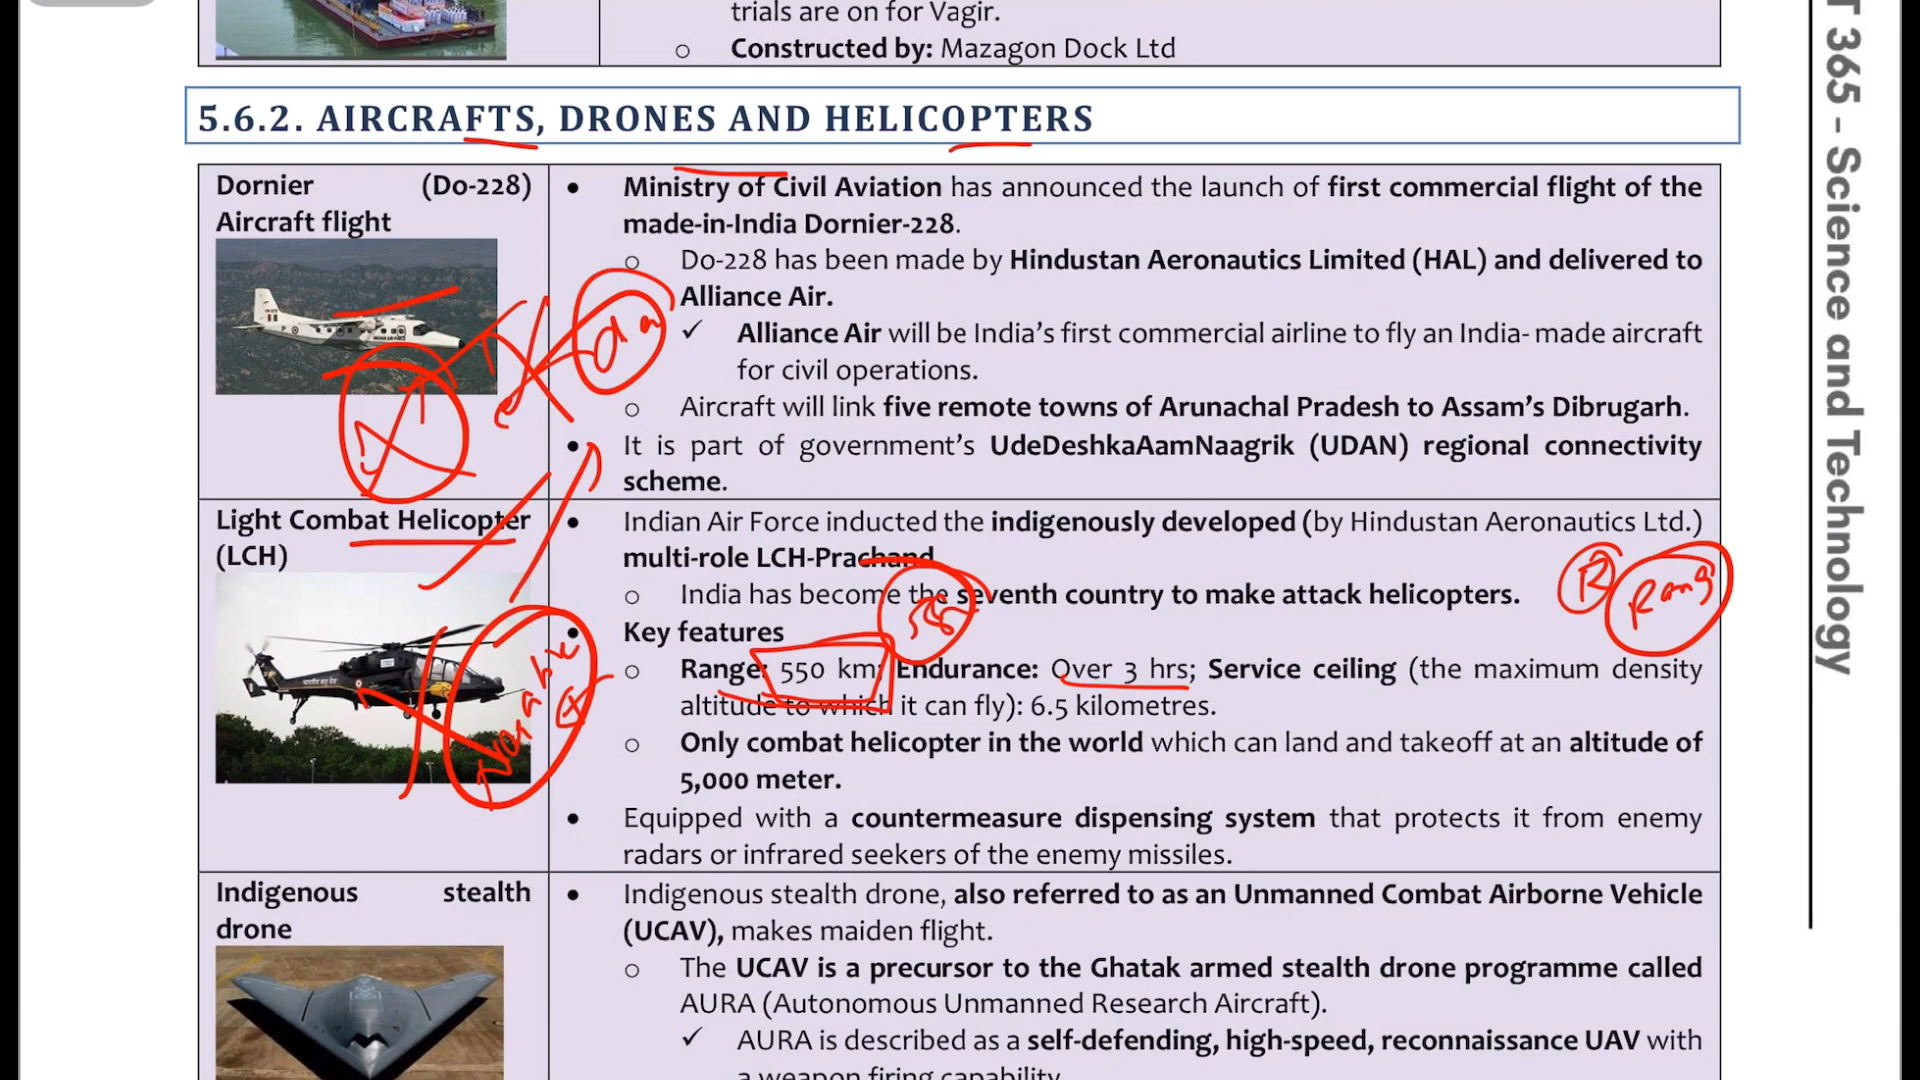 trials are on for Vagir.
o Constructed by: Mazagon Dock Ltd
5.6.2. AIRCRAFTS, DRONES AND HELICOPTERS
Dornier (Do-228)
Aircraft flight
• Ministry of Civil Aviation has announced the launch of first commercial flight of the
made-in-India Dornier-228.
o Do-228 has been made by Hindustan Aeronautics Limited (HAL) and delivered to
Alliance Air.
✓ Alliance Air will be India's first commercial airline to fly an India- made aircraft
for civil operations.
o Aircraft will link five remote towns of Arunachal Pradesh to Assam's Dibrugarh.
• It is part of government's UdeDeshkaAamNaagrik (UDAN) regional connectivity
scheme.
Light Combat Helicopter
(LCH)
• Indian Air Force inducted the indigenously developed (by Hindustan Aeronautics Ltd.)
multi-role LCH-Prachand
o India has become the seventh country to make attack helicopters.
R Rang
• Key features
o Range: 550 km; Endurance: Over 3 hrs; Service ceiling (the maximum density
altitude to which it can fly): 6.5 kilometres.
o Only combat helicopter in the world which can land and takeoff at an altitude of
5,000 meter.
• Equipped with a countermeasure dispensing system that protects it from enemy
radars or infrared seekers of the enemy missiles.
Indigenous stealth
drone
• Indigenous stealth drone, also referred to as an Unmanned Combat Airborne Vehicle
(UCAV), makes maiden flight.
o The UCAV is a precursor to the Ghatak armed stealth drone programme called
AURA (Autonomous Unmanned Research Aircraft).
✓ AURA is described as a self-defending, high-speed, reconnaissance UAV with
a weapon firing capability.
T 365 - Science and Technology